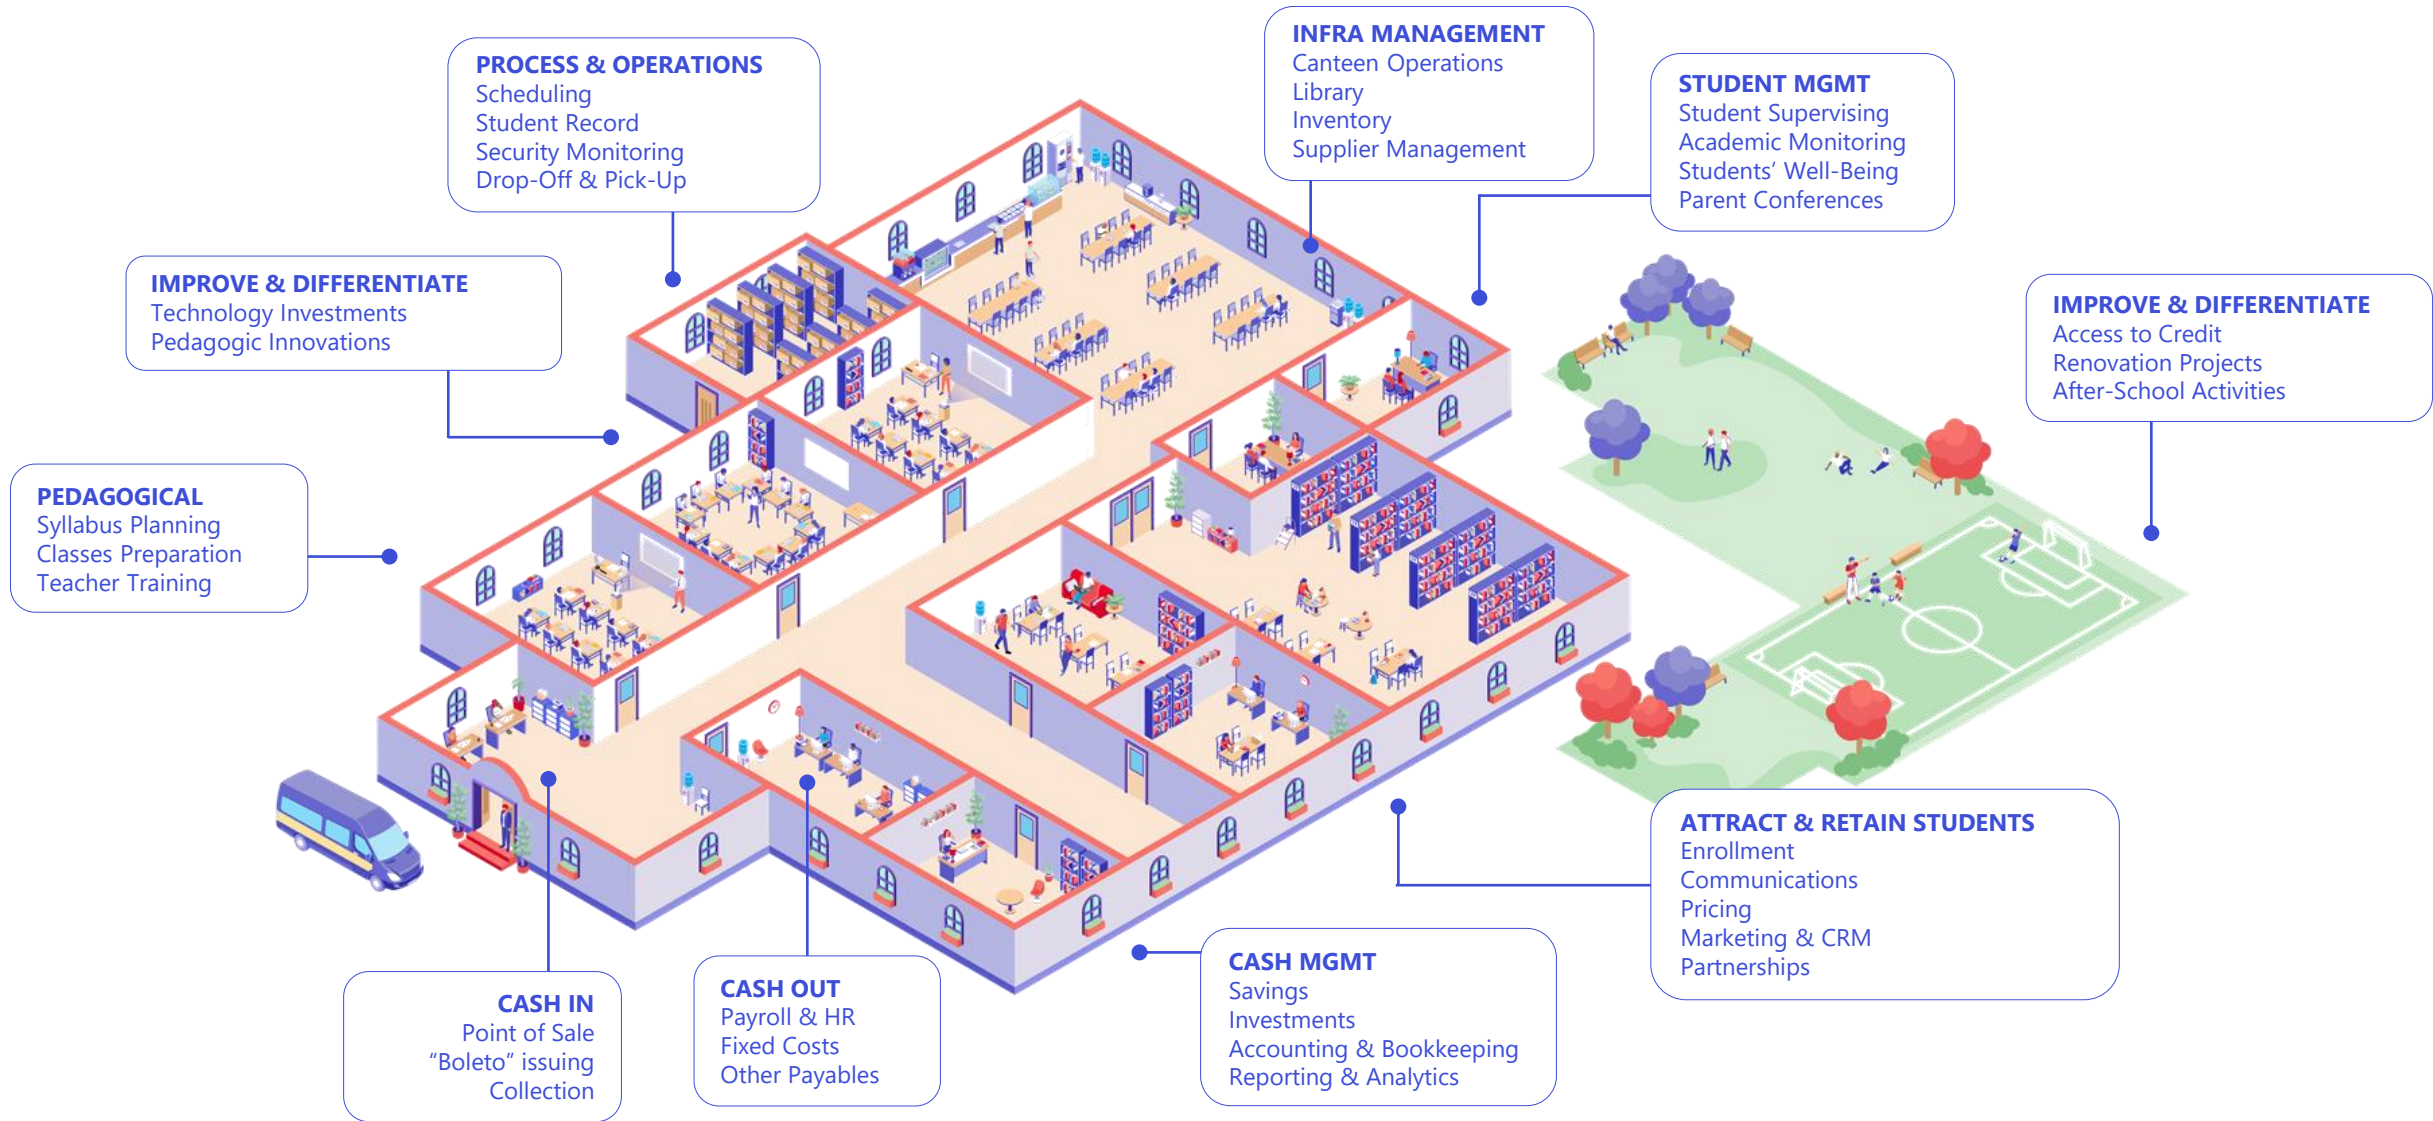 INFRA MANAGEMENT
Canteen Operations
Library
Inventory
Supplier Management
PROCESS & OPERATIONS
Scheduling
Student Record
Security Monitoring
Drop-Off & Pick-Up
STUDENT MGMT
Student Supervising
Academic Monitoring
Students’ Well-Being
Parent Conferences
IMPROVE & DIFFERENTIATE
Technology Investments
Pedagogic Innovations
IMPROVE & DIFFERENTIATE
Access to Credit
Renovation Projects
After-School Activities
PEDAGOGICAL
Syllabus Planning
Classes Preparation
Teacher Training
ATTRACT & RETAIN STUDENTS
Enrollment
Communications
Pricing
Marketing & CRM
Partnerships
CASH IN
Point of Sale
“Boleto” issuing
Collection
CASH OUT
Payroll & HR
Fixed Costs
Other Payables
CASH MGMT
Savings
Investments
Accounting & Bookkeeping
Reporting & Analytics